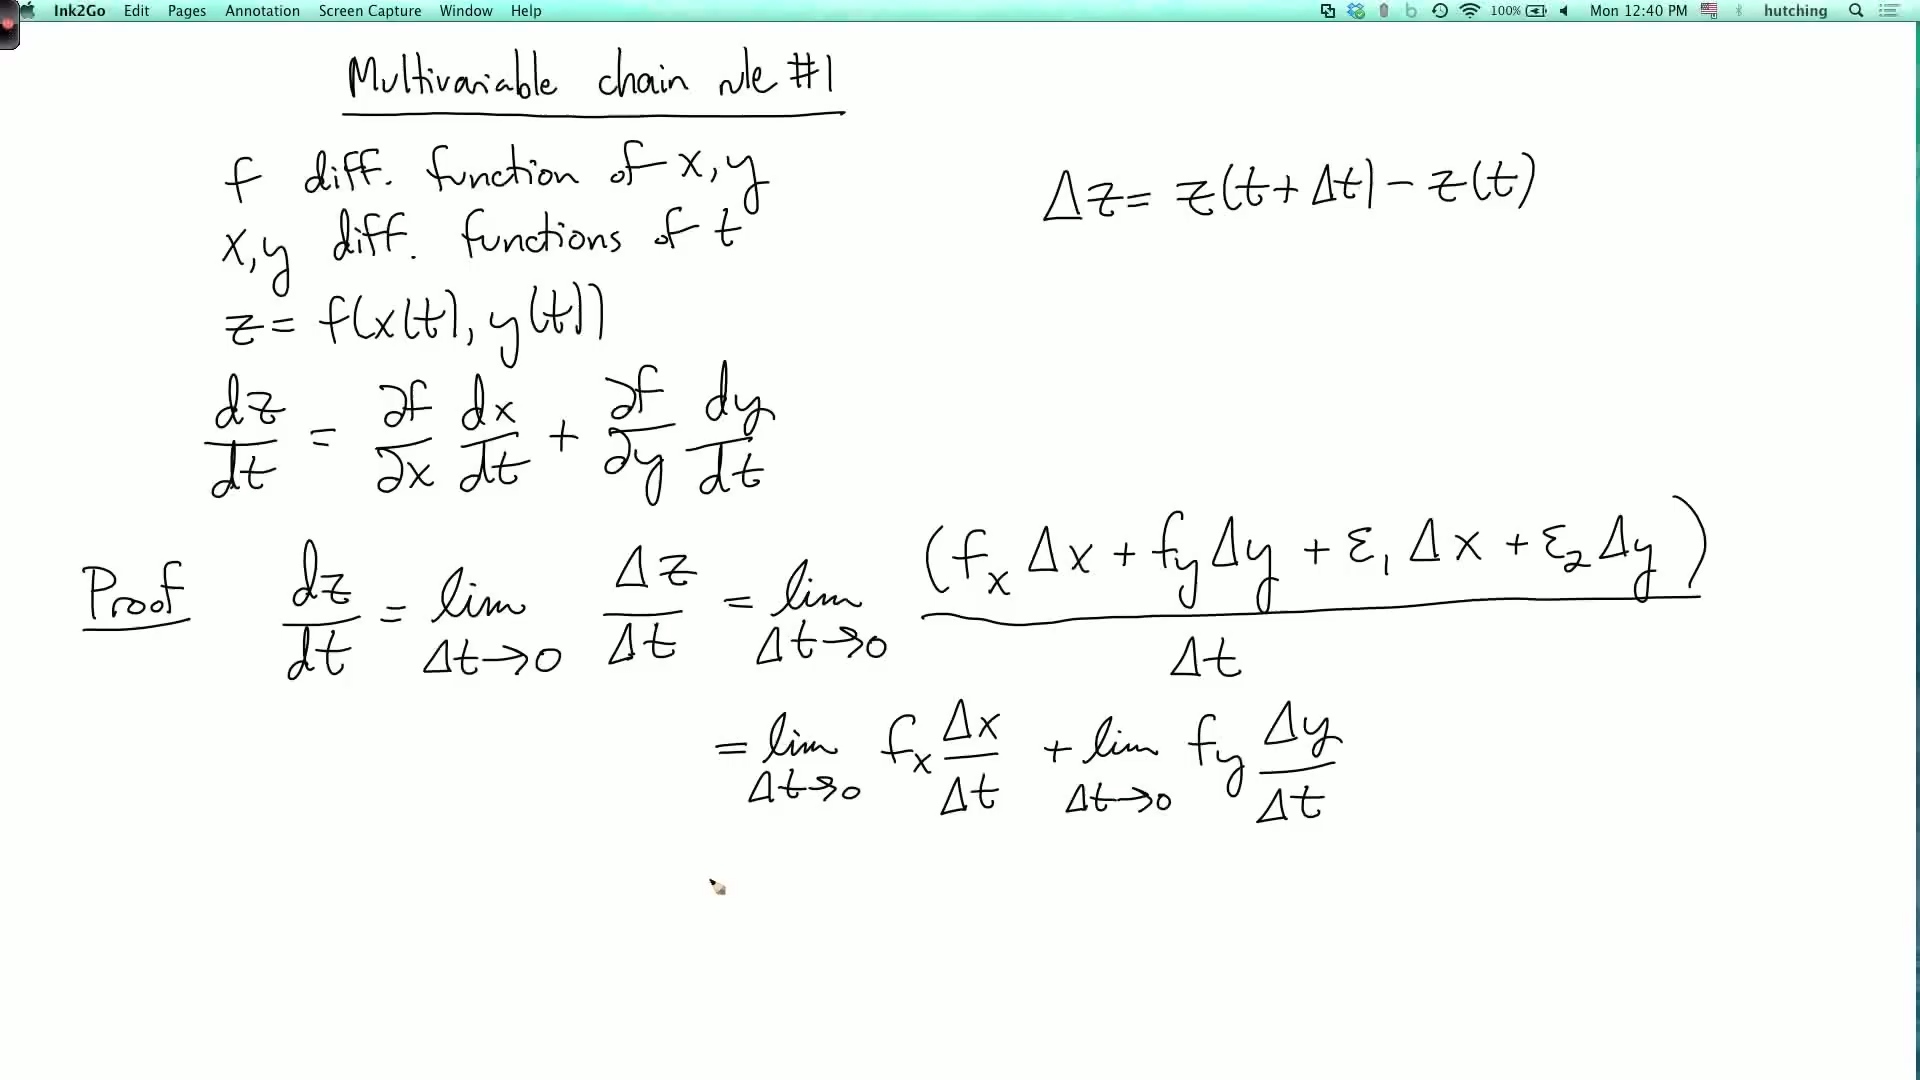 Ink2Go Edit Pages Annotation Screen Capture Window Help 100% Mon 12:40 PM hutching
Multivariable chain rule #1
f diff. function of x, y
x, y diff. functions of t
z = f(x(t), y(t))
dz/dt = ∂f/∂x dx/dt + ∂f/∂y dy/dt
Δz = z(t + Δt) − z(t)
Proof dz/dt = lim Δt→0 Δz/Δt = lim Δt→0 (f_x Δx + f_y Δy + ε₁ Δx + ε₂ Δy)/Δt
= lim Δt→0 f_x Δx/Δt + lim Δt→0 f_y Δy/Δt